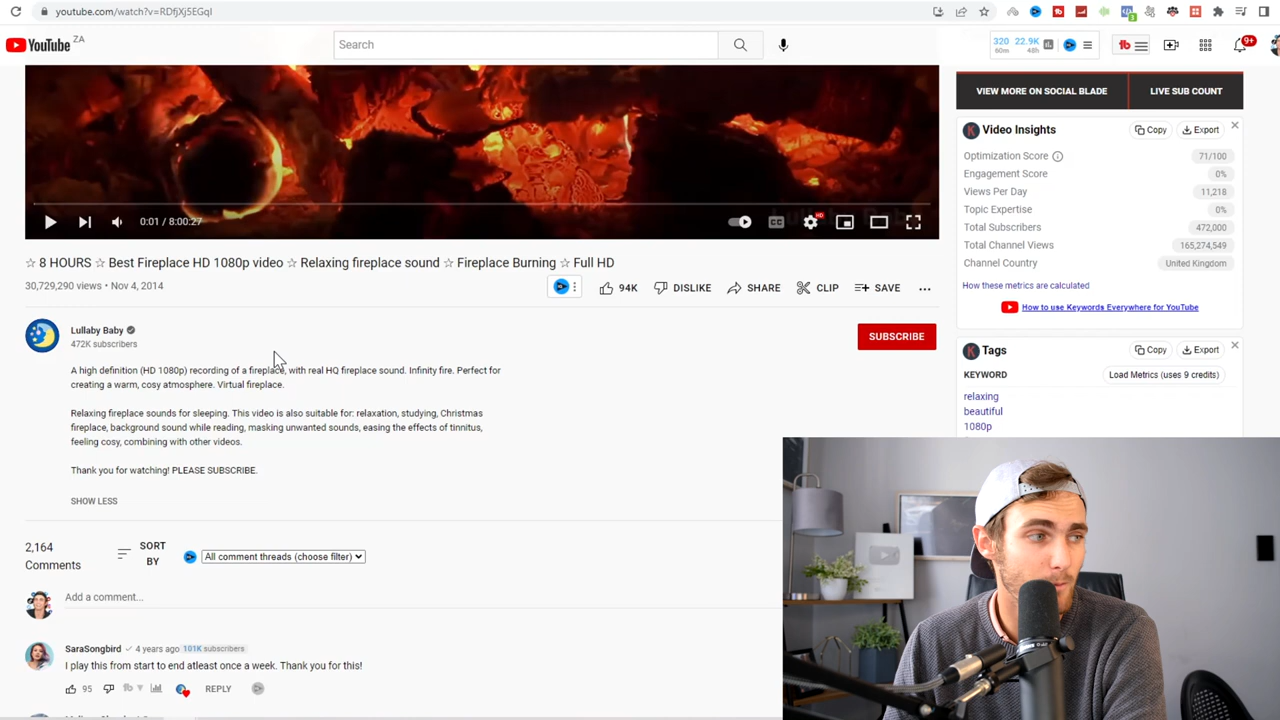 youtube.com/watch?v=RDfjXj5EGqI
YouTube ZA
Search
320 22.9K
60m 48h
tb
9+
3
VIEW MORE ON SOCIAL BLADE
LIVE SUB COUNT
Video Insights
Copy
Export
Optimization Score 71/100
Engagement Score 0%
Views Per Day 11,218
Topic Expertise 0%
Total Subscribers 472,000
Total Channel Views 165,274,549
Channel Country United Kingdom
How these metrics are calculated
How to use Keywords Everywhere for YouTube
Tags
Copy
Export
KEYWORD
Load Metrics (uses 9 credits)
relaxing
beautiful
1080p
0:01 / 8:00:27
CC
HD
☆ 8 HOURS ☆ Best Fireplace HD 1080p video ☆ Relaxing fireplace sound ☆ Fireplace Burning ☆ Full HD
30,729,290 views • Nov 4, 2014
94K
DISLIKE
SHARE
CLIP
SAVE
Lullaby Baby
472K subscribers
SUBSCRIBE
A high definition (HD 1080p) recording of a fireplace, with real HQ fireplace sound. Infinity fire. Perfect for
creating a warm, cosy atmosphere. Virtual fireplace.
Relaxing fireplace sounds for sleeping. This video is also suitable for: relaxation, studying, Christmas
fireplace, background sound while reading, masking unwanted sounds, easing the effects of tinnitus,
feeling cosy, combining with other videos.
Thank you for watching! PLEASE SUBSCRIBE.
SHOW LESS
2,164
Comments
SORT
BY
All comment threads (choose filter)
Add a comment...
SaraSongbird 4 years ago 101K subscribers
I play this from start to end atleast once a week. Thank you for this!
95
REPLY